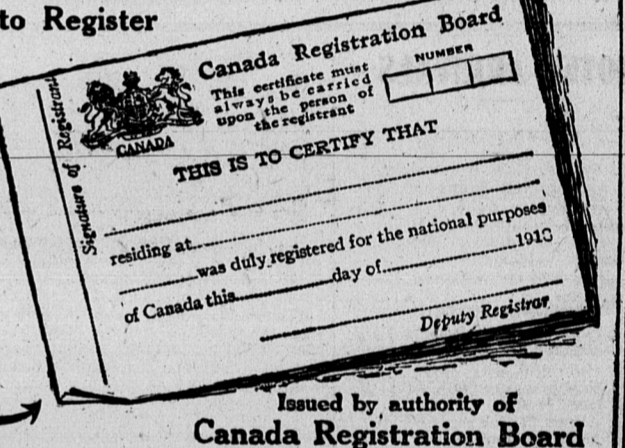 to Register
Canada Registration Board
This certificate must
always be carried
upon the person of
the registrant
NUMBER
CANADA
Signature of Registrant
THIS IS TO CERTIFY THAT
residing at
was duly registered for the national purposes
of Canada this day of 1918
Deputy Registrar
Issued by authority of
Canada Registration Board